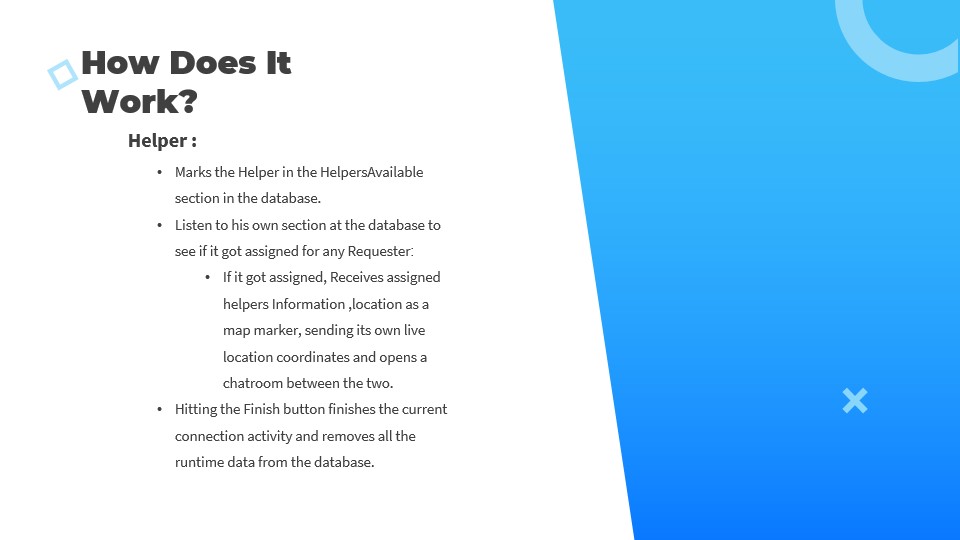 How Does It
Work?
Helper :
• Marks the Helper in the HelpersAvailable
section in the database.
• Listen to his own section at the database to
see if it got assigned for any Requester:
• If it got assigned, Receives assigned
helpers Information ,location as a
map marker, sending its own live
location coordinates and opens a
chatroom between the two.
• Hitting the Finish button finishes the current
connection activity and removes all the
runtime data from the database.